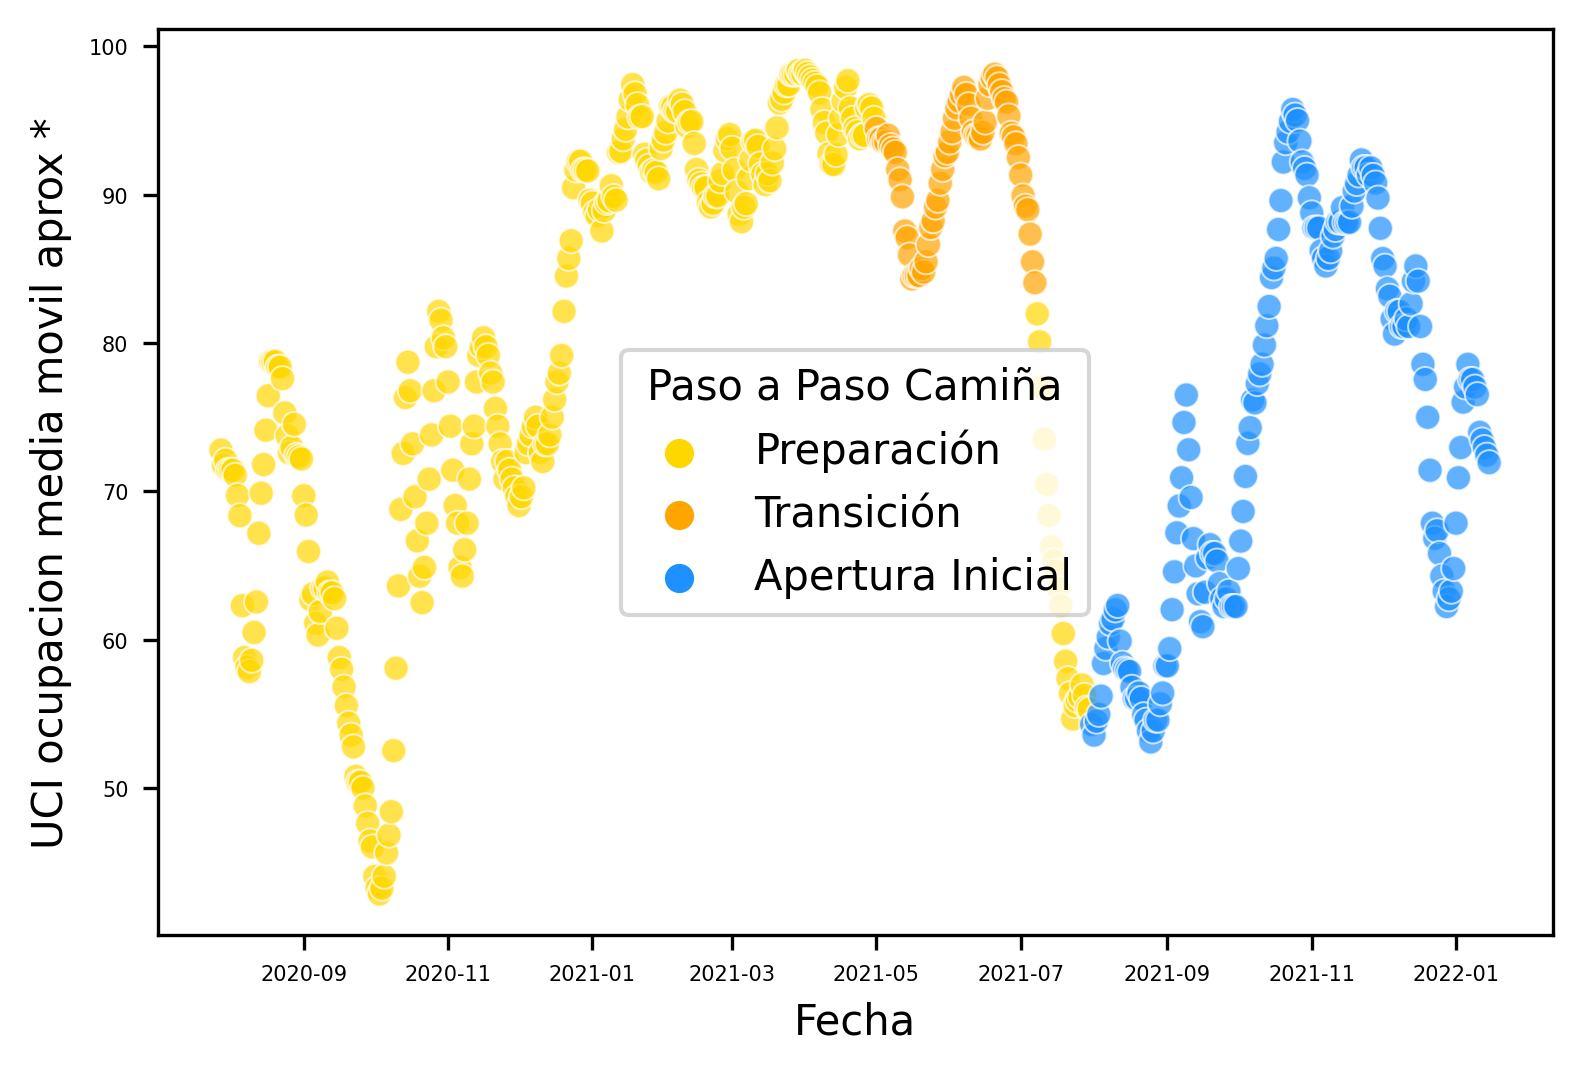 UCI ocupacion media movil aprox *
100
90
80
70
60
50
Paso a Paso Camiña
Preparación
Transición
Apertura Inicial
2020-09 2020-11 2021-01 2021-03 2021-05 2021-07 2021-09 2021-11 2022-01
Fecha